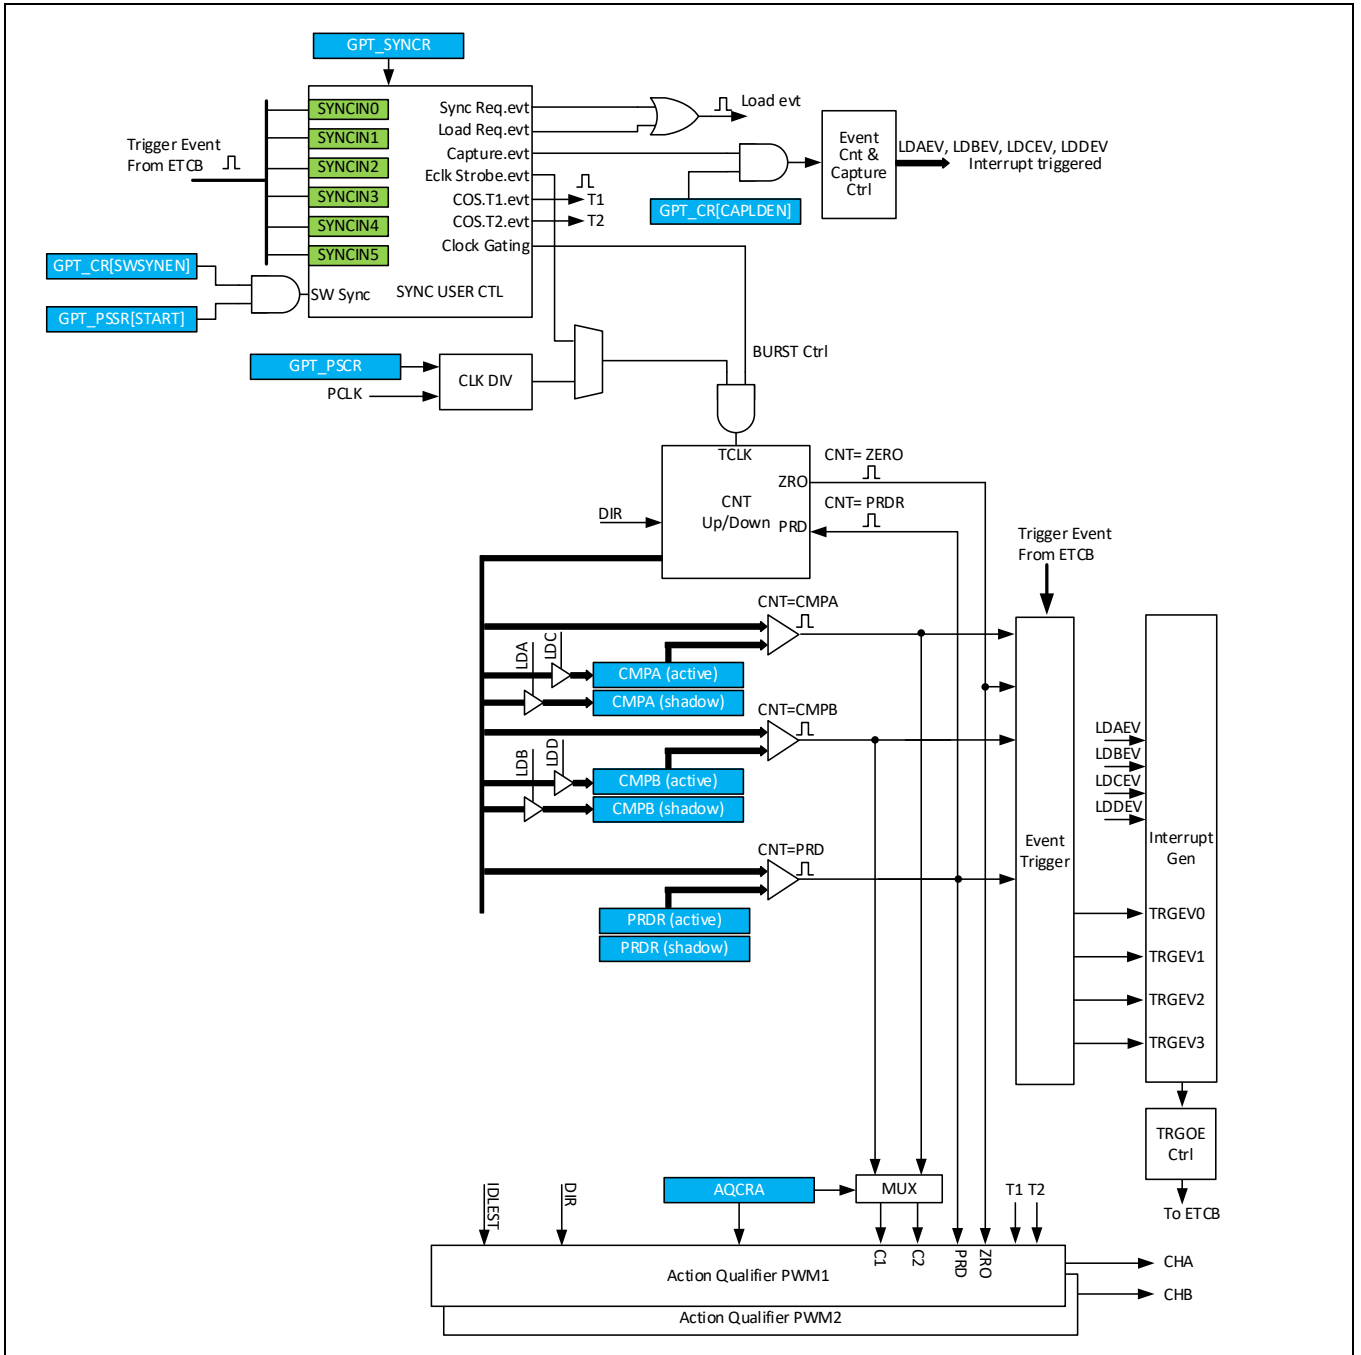 GPT_SYNCR
SYNCIN0
SYNCIN1
SYNCIN2
SYNCIN3
SYNCIN4
SYNCIN5
Trigger Event
From ETCB
Sync Req.evt
Load Req.evt
Capture.evt
Eclk Strobe.evt
COS.T1.evt
COS.T2.evt
Clock Gating
SW Sync
SYNC USER CTL
Load evt
T1
T2
GPT_CR[CAPLDEN]
Event
Cnt &
Capture
Ctrl
LDAEV, LDBEV, LDCEV, LDDEV
Interrupt triggered
GPT_CR[SWSYNEN]
GPT_PSSR[START]
GPT_PSCR
PCLK
CLK DIV
BURST Ctrl
TCLK
CNT
Up/Down
ZRO
PRD
DIR
CNT= ZERO
CNT= PRDR
Trigger Event
From ETCB
CNT=CMPA
LDA
LDC
CMPA (active)
CMPA (shadow)
CNT=CMPB
LDB
LDD
CMPB (active)
CMPB (shadow)
CNT=PRD
PRDR (active)
PRDR (shadow)
Event
Trigger
LDAEV
LDBEV
LDCEV
LDDEV
Interrupt
Gen
TRGEV0
TRGEV1
TRGEV2
TRGEV3
TRGOE
Ctrl
To ETCB
IDLEST
DIR
AQCRA
MUX
T1 T2
C1
C2
PRD
ZRO
Action Qualifier PWM1
Action Qualifier PWM2
CHA
CHB